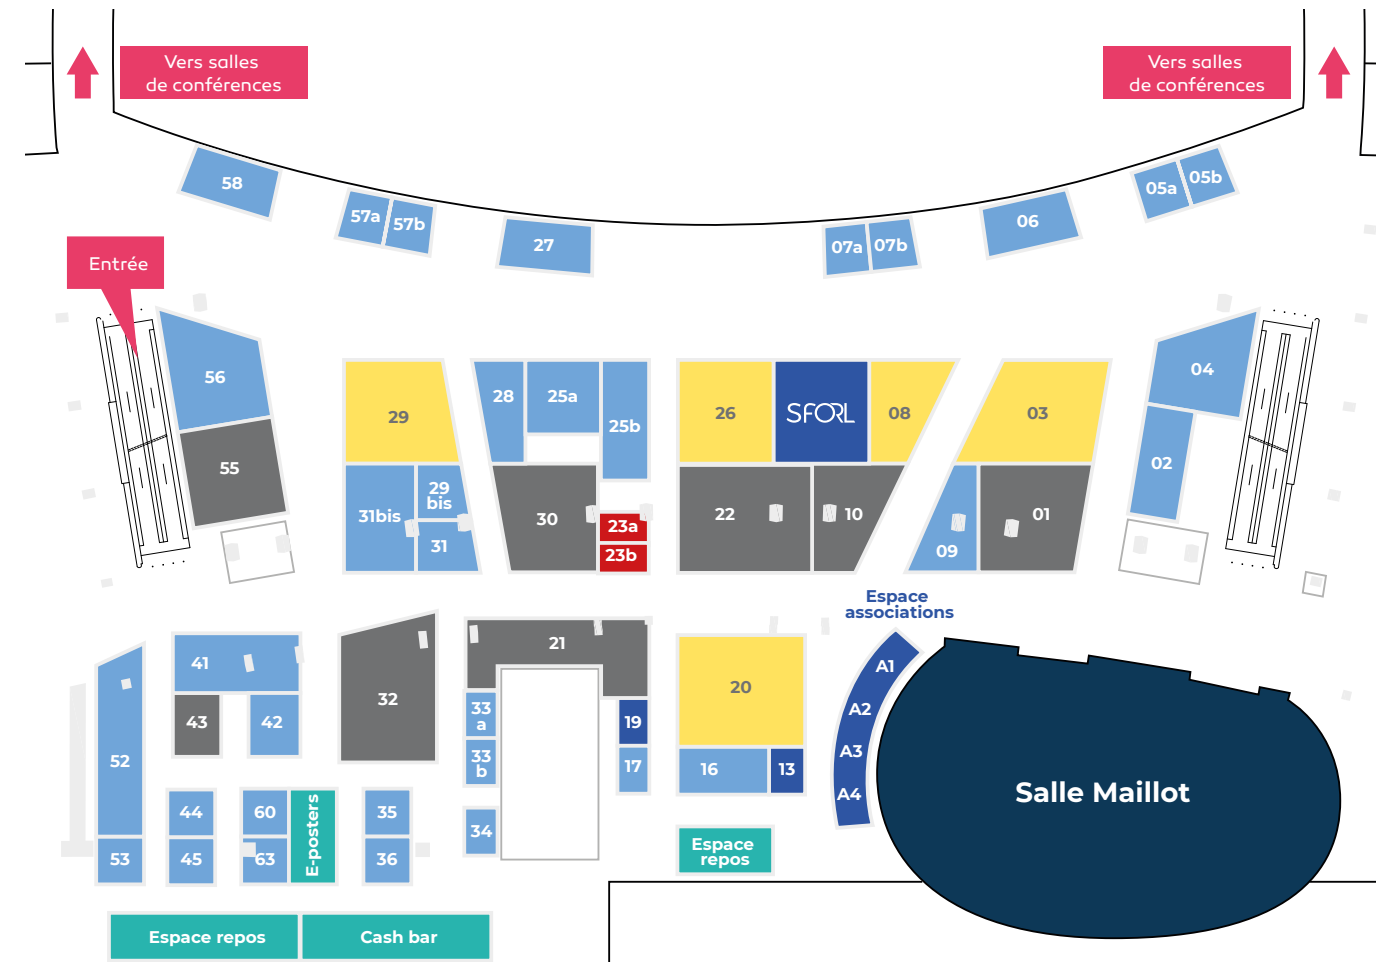 Vers salles
de conférences
Vers salles
de conférences
58
57a
57b
27
07a
07b
06
05a
05b
Entrée
56
55
29
31bis
29
bis
31
28
25a
25b
30
23a
23b
26
SFORL
08
22
10
03
09
01
04
02
Espace
associations
A1
A2
A3
A4
Salle Maillot
41
43
42
52
53
32
21
33
a
33
b
34
19
17
20
16
13
44
45
60
63
E-posters
35
36
Espace
repos
Espace repos
Cash bar